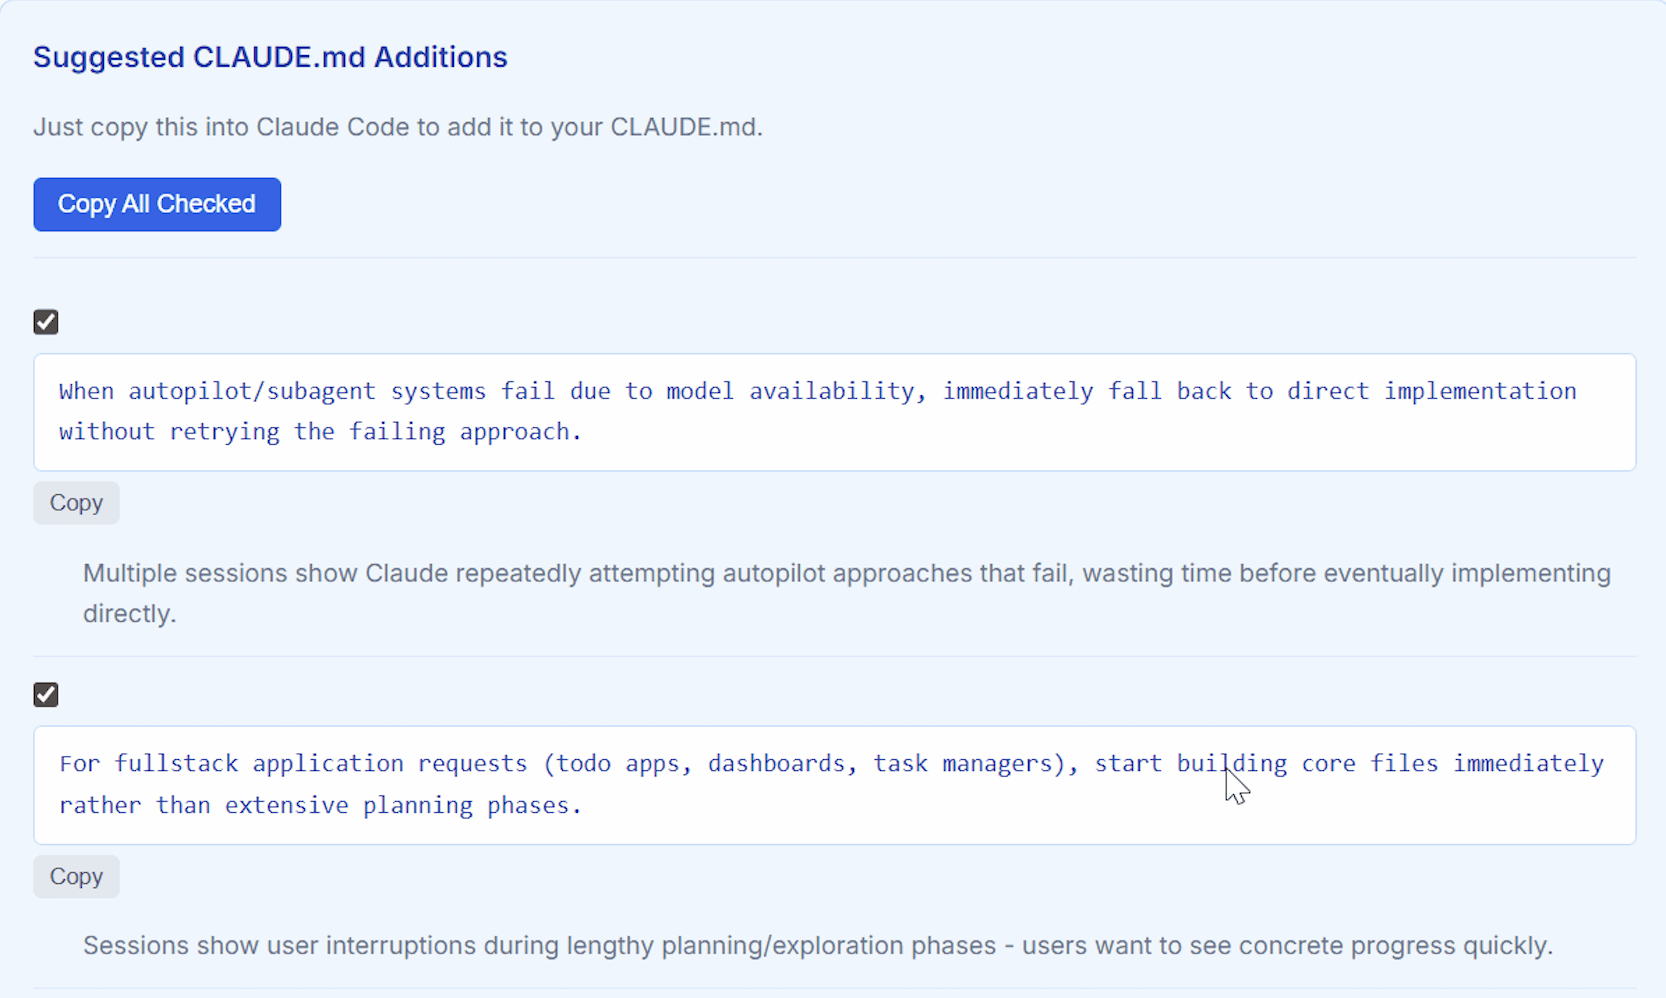 Suggested CLAUDE.md Additions
Just copy this into Claude Code to add it to your CLAUDE.md.
Copy All Checked
When autopilot/subagent systems fail due to model availability, immediately fall back to direct implementation
without retrying the failing approach.
Copy
Multiple sessions show Claude repeatedly attempting autopilot approaches that fail, wasting time before eventually implementing
directly.
For fullstack application requests (todo apps, dashboards, task managers), start building core files immediately
rather than extensive planning phases.
Copy
Sessions show user interruptions during lengthy planning/exploration phases - users want to see concrete progress quickly.